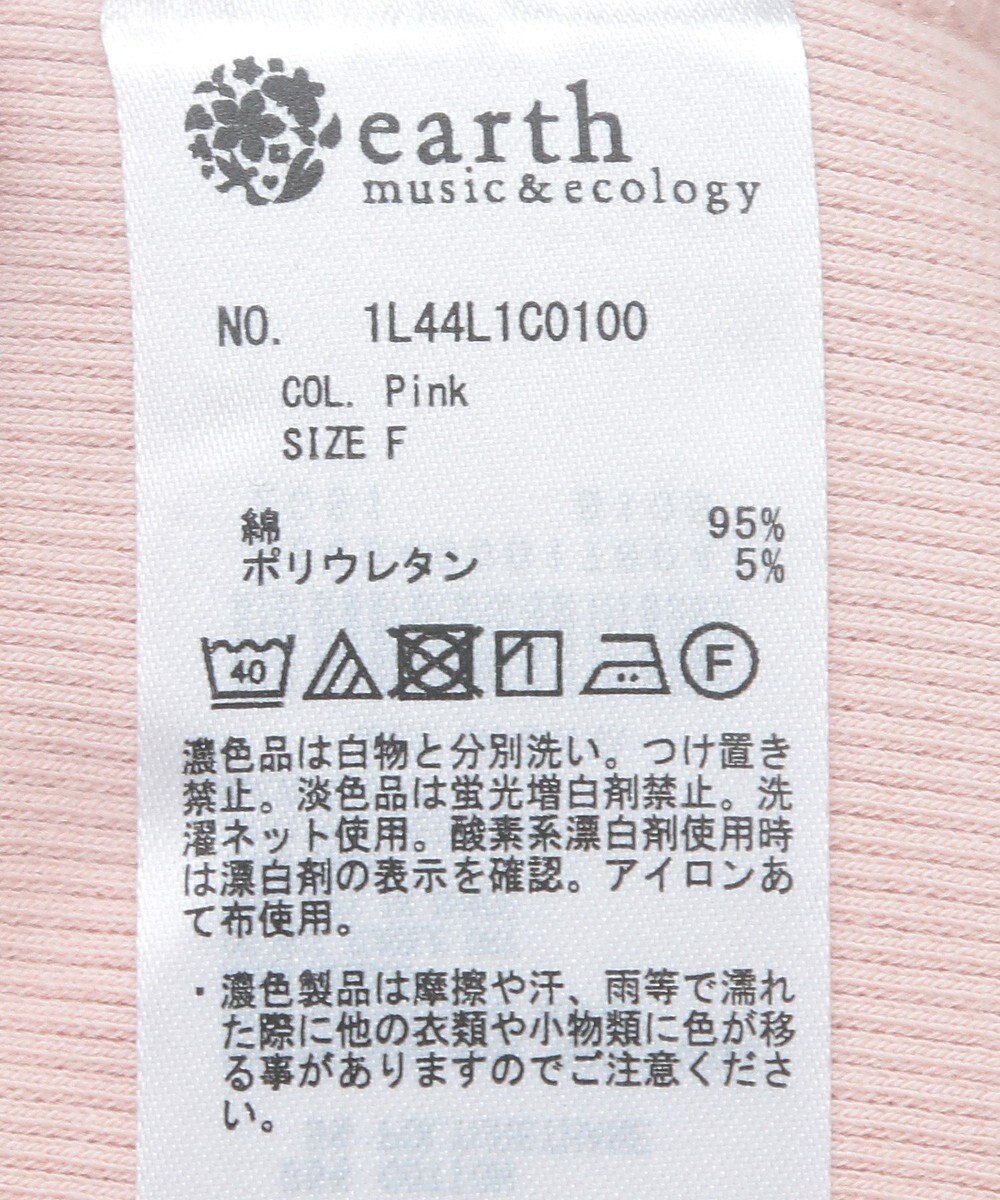 earth
music&ecology
NO. 1L44L1C0100
COL. Pink
SIZE F
綿 95%
ポリウレタン 5%
40 F
濃色品は白物と分別洗い。つけ置き
禁止。淡色品は蛍光増白剤禁止。洗
濯ネット使用。酸素系漂白剤使用時
は漂白剤の表示を確認。アイロンあ
て布使用。
・濃色製品は摩擦や汗、雨等で濡れ
た際に他の衣類や小物類に色が移
る事がありますのでご注意くださ
い。